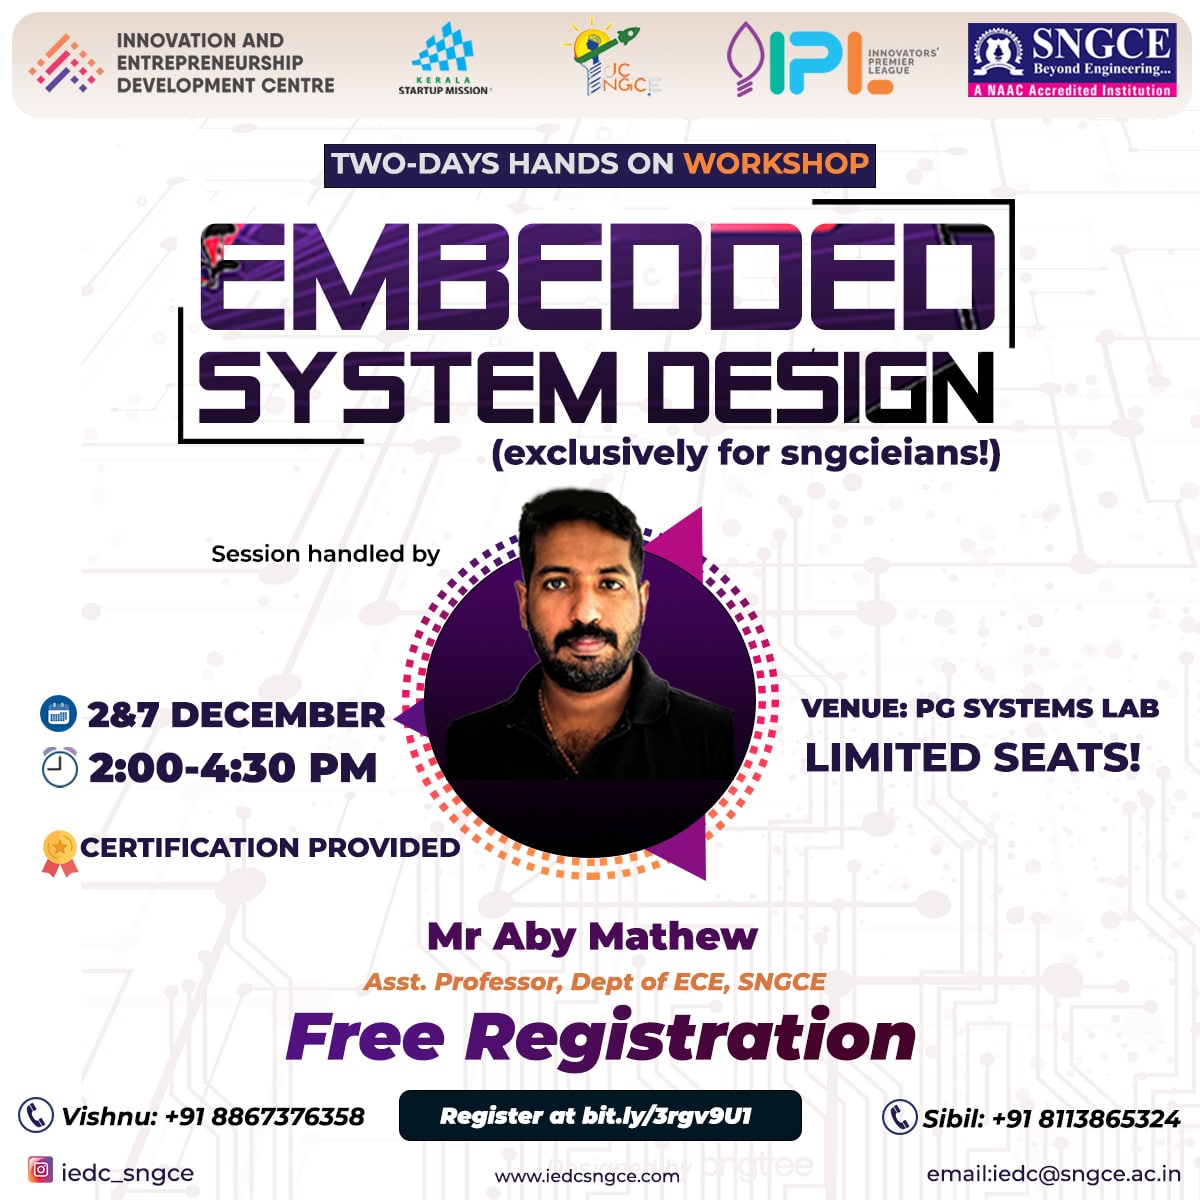 INNOVATION AND
ENTREPRENEURSHIP
DEVELOPMENT CENTRE
KERALA
STARTUP MISSION
IPL
INNOVATORS'
PREMIER
LEAGUE
SNGCE
Beyond Engineering...
A NAAC Accredited Institution
TWO-DAYS HANDS ON WORKSHOP
EMBEDDED
SYSTEM DESIGN
(exclusively for sngcieians!)
Session handled by
2&7 DECEMBER
2:00-4:30 PM
CERTIFICATION PROVIDED
VENUE: PG SYSTEMS LAB
LIMITED SEATS!
Mr Aby Mathew
Asst. Professor, Dept of ECE, SNGCE
Free Registration
Vishnu: +91 8867376358
Register at bit.ly/3rgv9U1
Sibil: +91 8113865324
iedc_sngce
Designed by pngtree
www.iedcsngce.com
email:iedc@sngce.ac.in